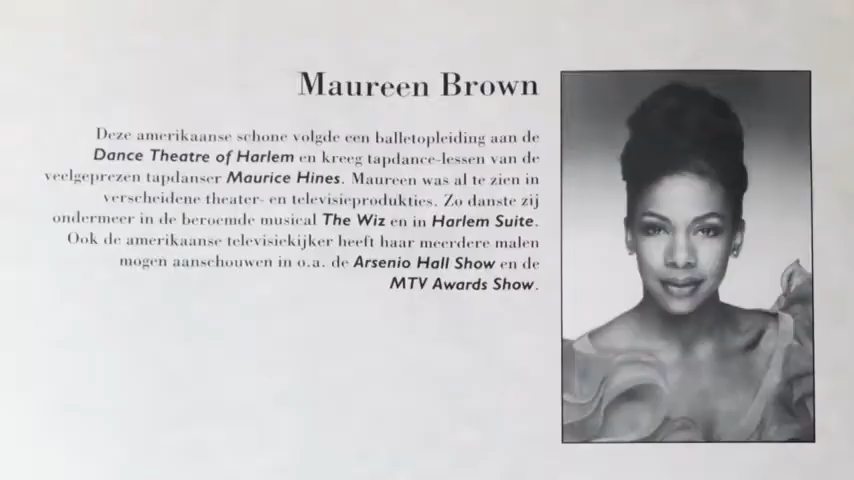 Maureen Brown
Deze amerikaanse schone volgde een balletopleiding aan de
Dance Theatre of Harlem en kreeg tapdance-lessen van de
veelgeprezen tapdanser Maurice Hines. Maureen was al te zien in
verscheidene theater- en televisieprodukties. Zo danste zij
ondermeer in de beroemde musical The Wiz en in Harlem Suite.
Ook de amerikaanse televisiekijker heeft haar meerdere malen
mogen aanschouwen in o.a. de Arsenio Hall Show en de
MTV Awards Show.